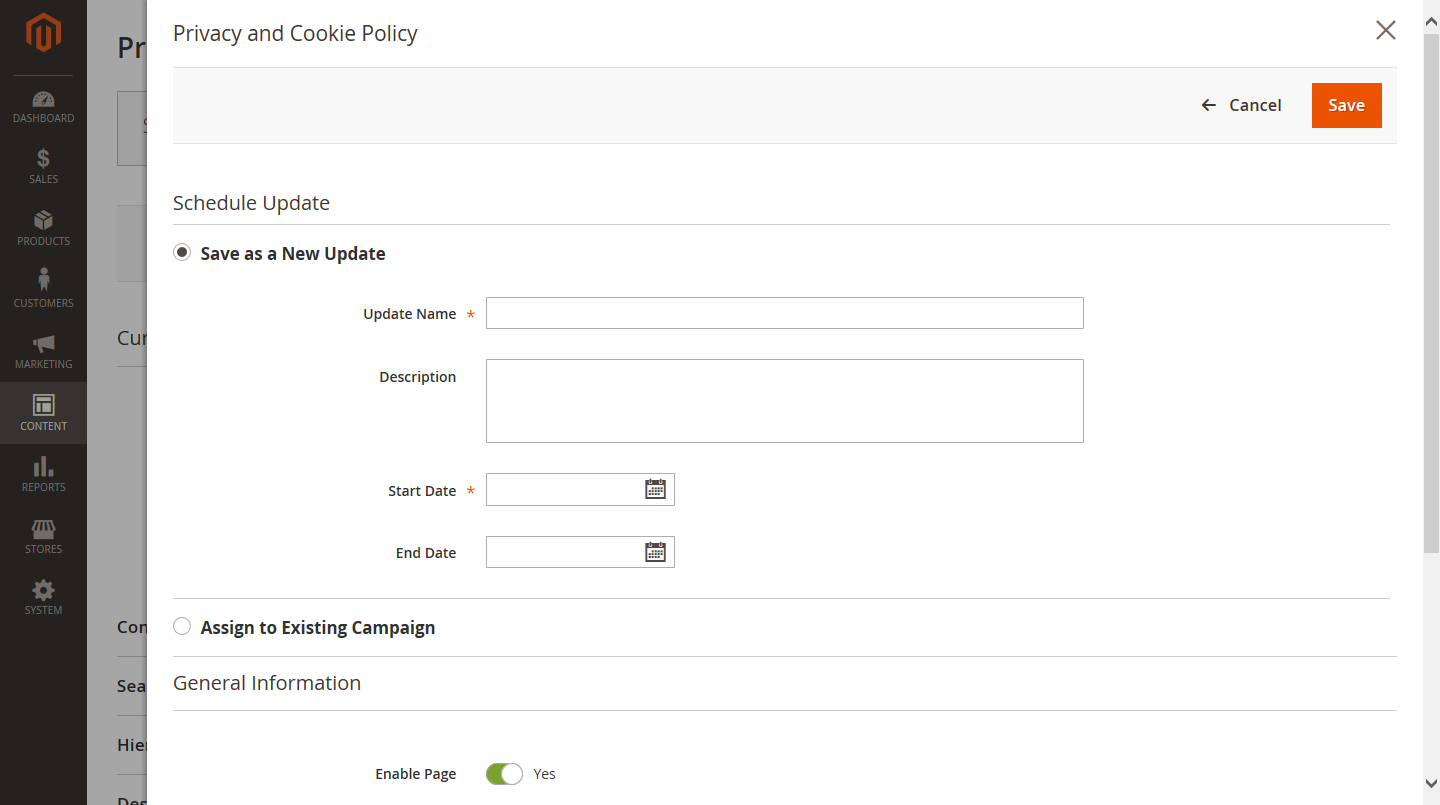 Privacy and Cookie Policy
Cancel
Save
DASHBOARD
SALES
PRODUCTS
CUSTOMERS
MARKETING
CONTENT
REPORTS
STORES
SYSTEM
Pr
Cur
Con
Sea
Hie
Des
Schedule Update
Save as a New Update
Update Name *
Description
Start Date *
End Date
Assign to Existing Campaign
General Information
Enable Page Yes